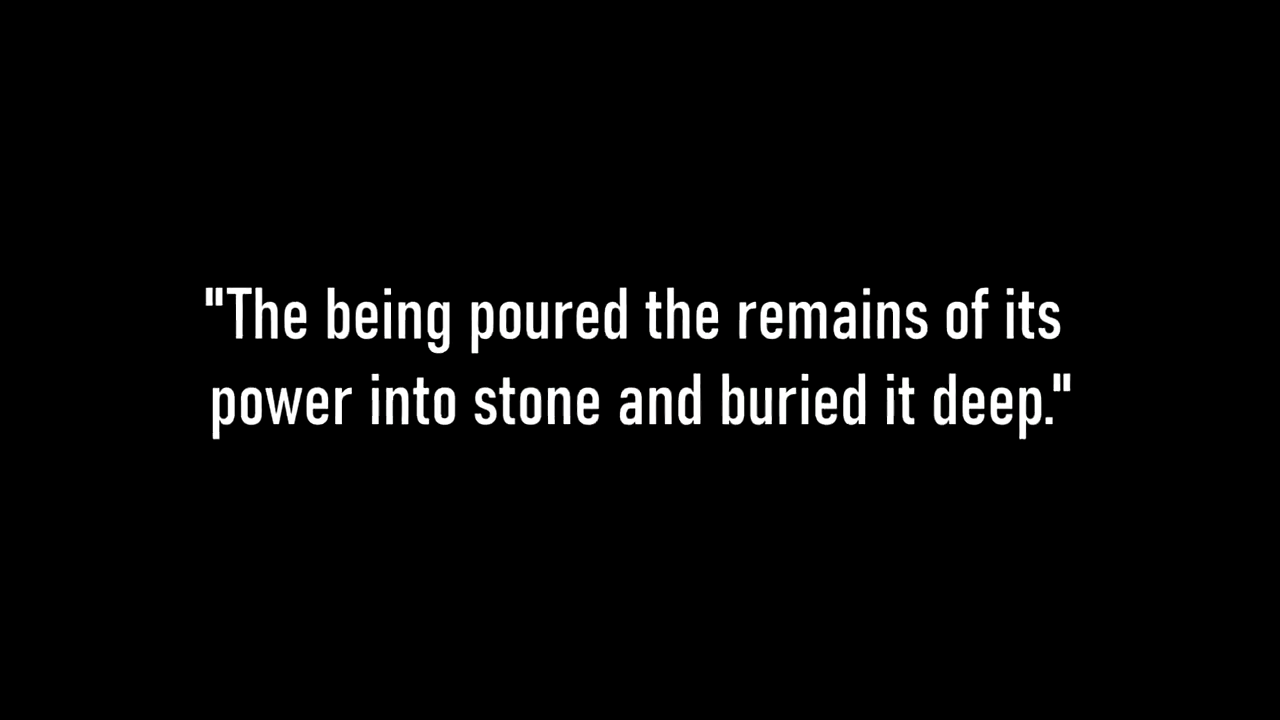 "The being poured the remains of its
power into stone and buried it deep."